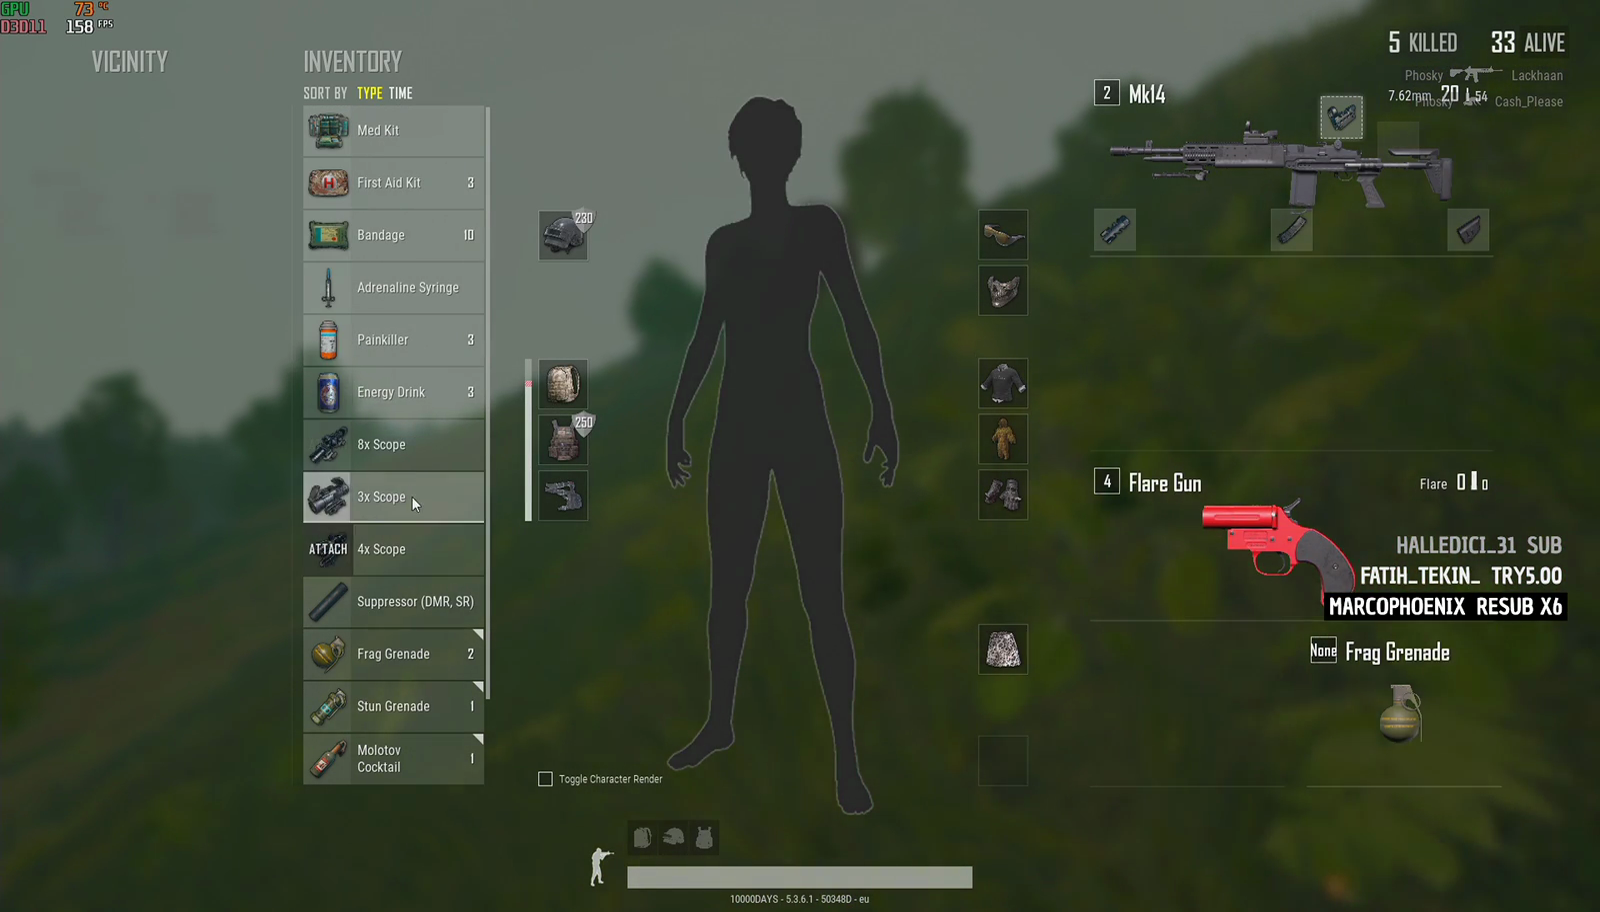 GPU 73 °C
D3D11 158 FPS
VICINITY
INVENTORY
SORT BY TYPE TIME
Med Kit
First Aid Kit 3
Bandage 10
Adrenaline Syringe
Painkiller 3
Energy Drink 3
8x Scope
3x Scope
ATTACH 4x Scope
Suppressor (DMR, SR)
Frag Grenade 2
Stun Grenade 1
Molotov
Cocktail 1
230
250
Toggle Character Render
10000DAYS - 5.3.6.1 - 50348D - eu
5 KILLED 33 ALIVE
Phosky Lackhaan
Phosky Cash_Please
2 Mk14
7.62mm 20 54
4 Flare Gun
Flare 0 0
HALLEDICI_31 SUB
FATIH_TEKIN_ TRY5.00
MARCOPHOENIX RESUB X6
None Frag Grenade